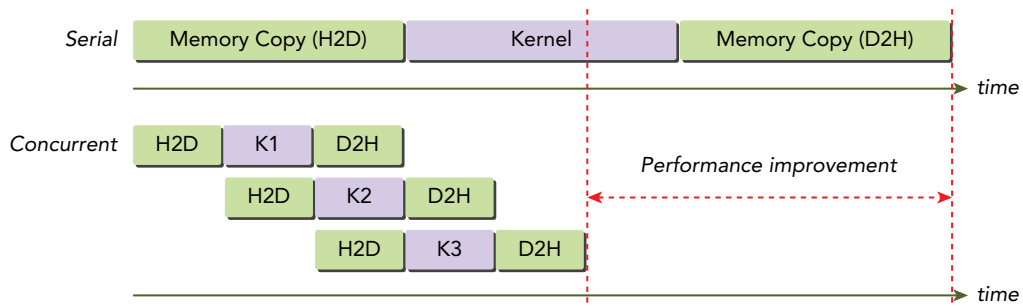 Serial Memory Copy (H2D) Kernel Memory Copy (D2H)
time
Concurrent H2D K1 D2H
Performance improvement
H2D K2 D2H
H2D K3 D2H
time